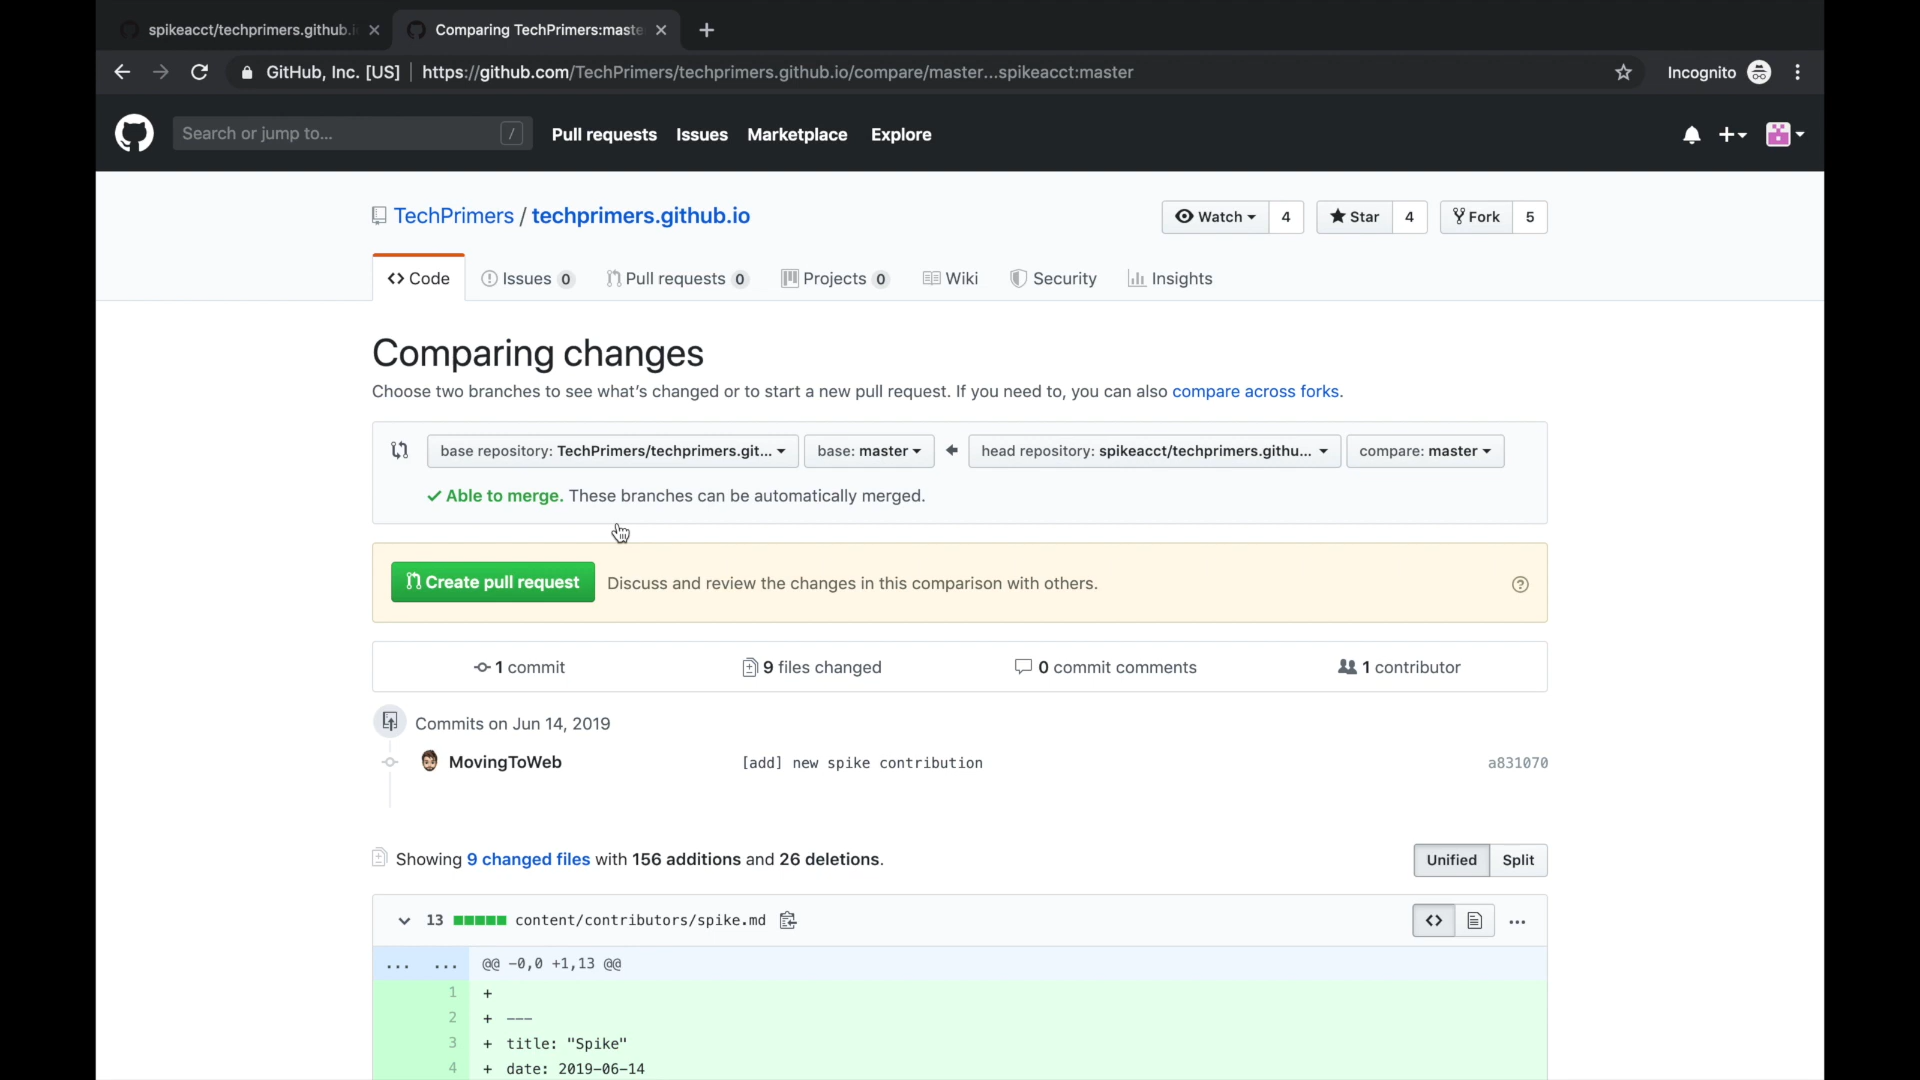 spikeacct/techprimers.github.i
Comparing TechPrimers:maste
GitHub, Inc. [US] https://github.com/TechPrimers/techprimers.github.io/compare/master...spikeacct:master
Incognito
Search or jump to... /
Pull requests Issues Marketplace Explore
TechPrimers / techprimers.github.io
Watch 4 Star 4 Fork 5
Code Issues 0 Pull requests 0 Projects 0 Wiki Security Insights
Comparing changes
Choose two branches to see what's changed or to start a new pull request. If you need to, you can also compare across forks.
base repository: TechPrimers/techprimers.git... base: master head repository: spikeacct/techprimers.githu... compare: master
Able to merge. These branches can be automatically merged.
Create pull request Discuss and review the changes in this comparison with others.
1 commit 9 files changed 0 commit comments 1 contributor
Commits on Jun 14, 2019
MovingToWeb [add] new spike contribution a831070
Showing 9 changed files with 156 additions and 26 deletions.
Unified Split
13 content/contributors/spike.md
... ... @@ -0,0 +1,13 @@
1 +
2 + ---
3 + title: "Spike"
4 + date: 2019-06-14